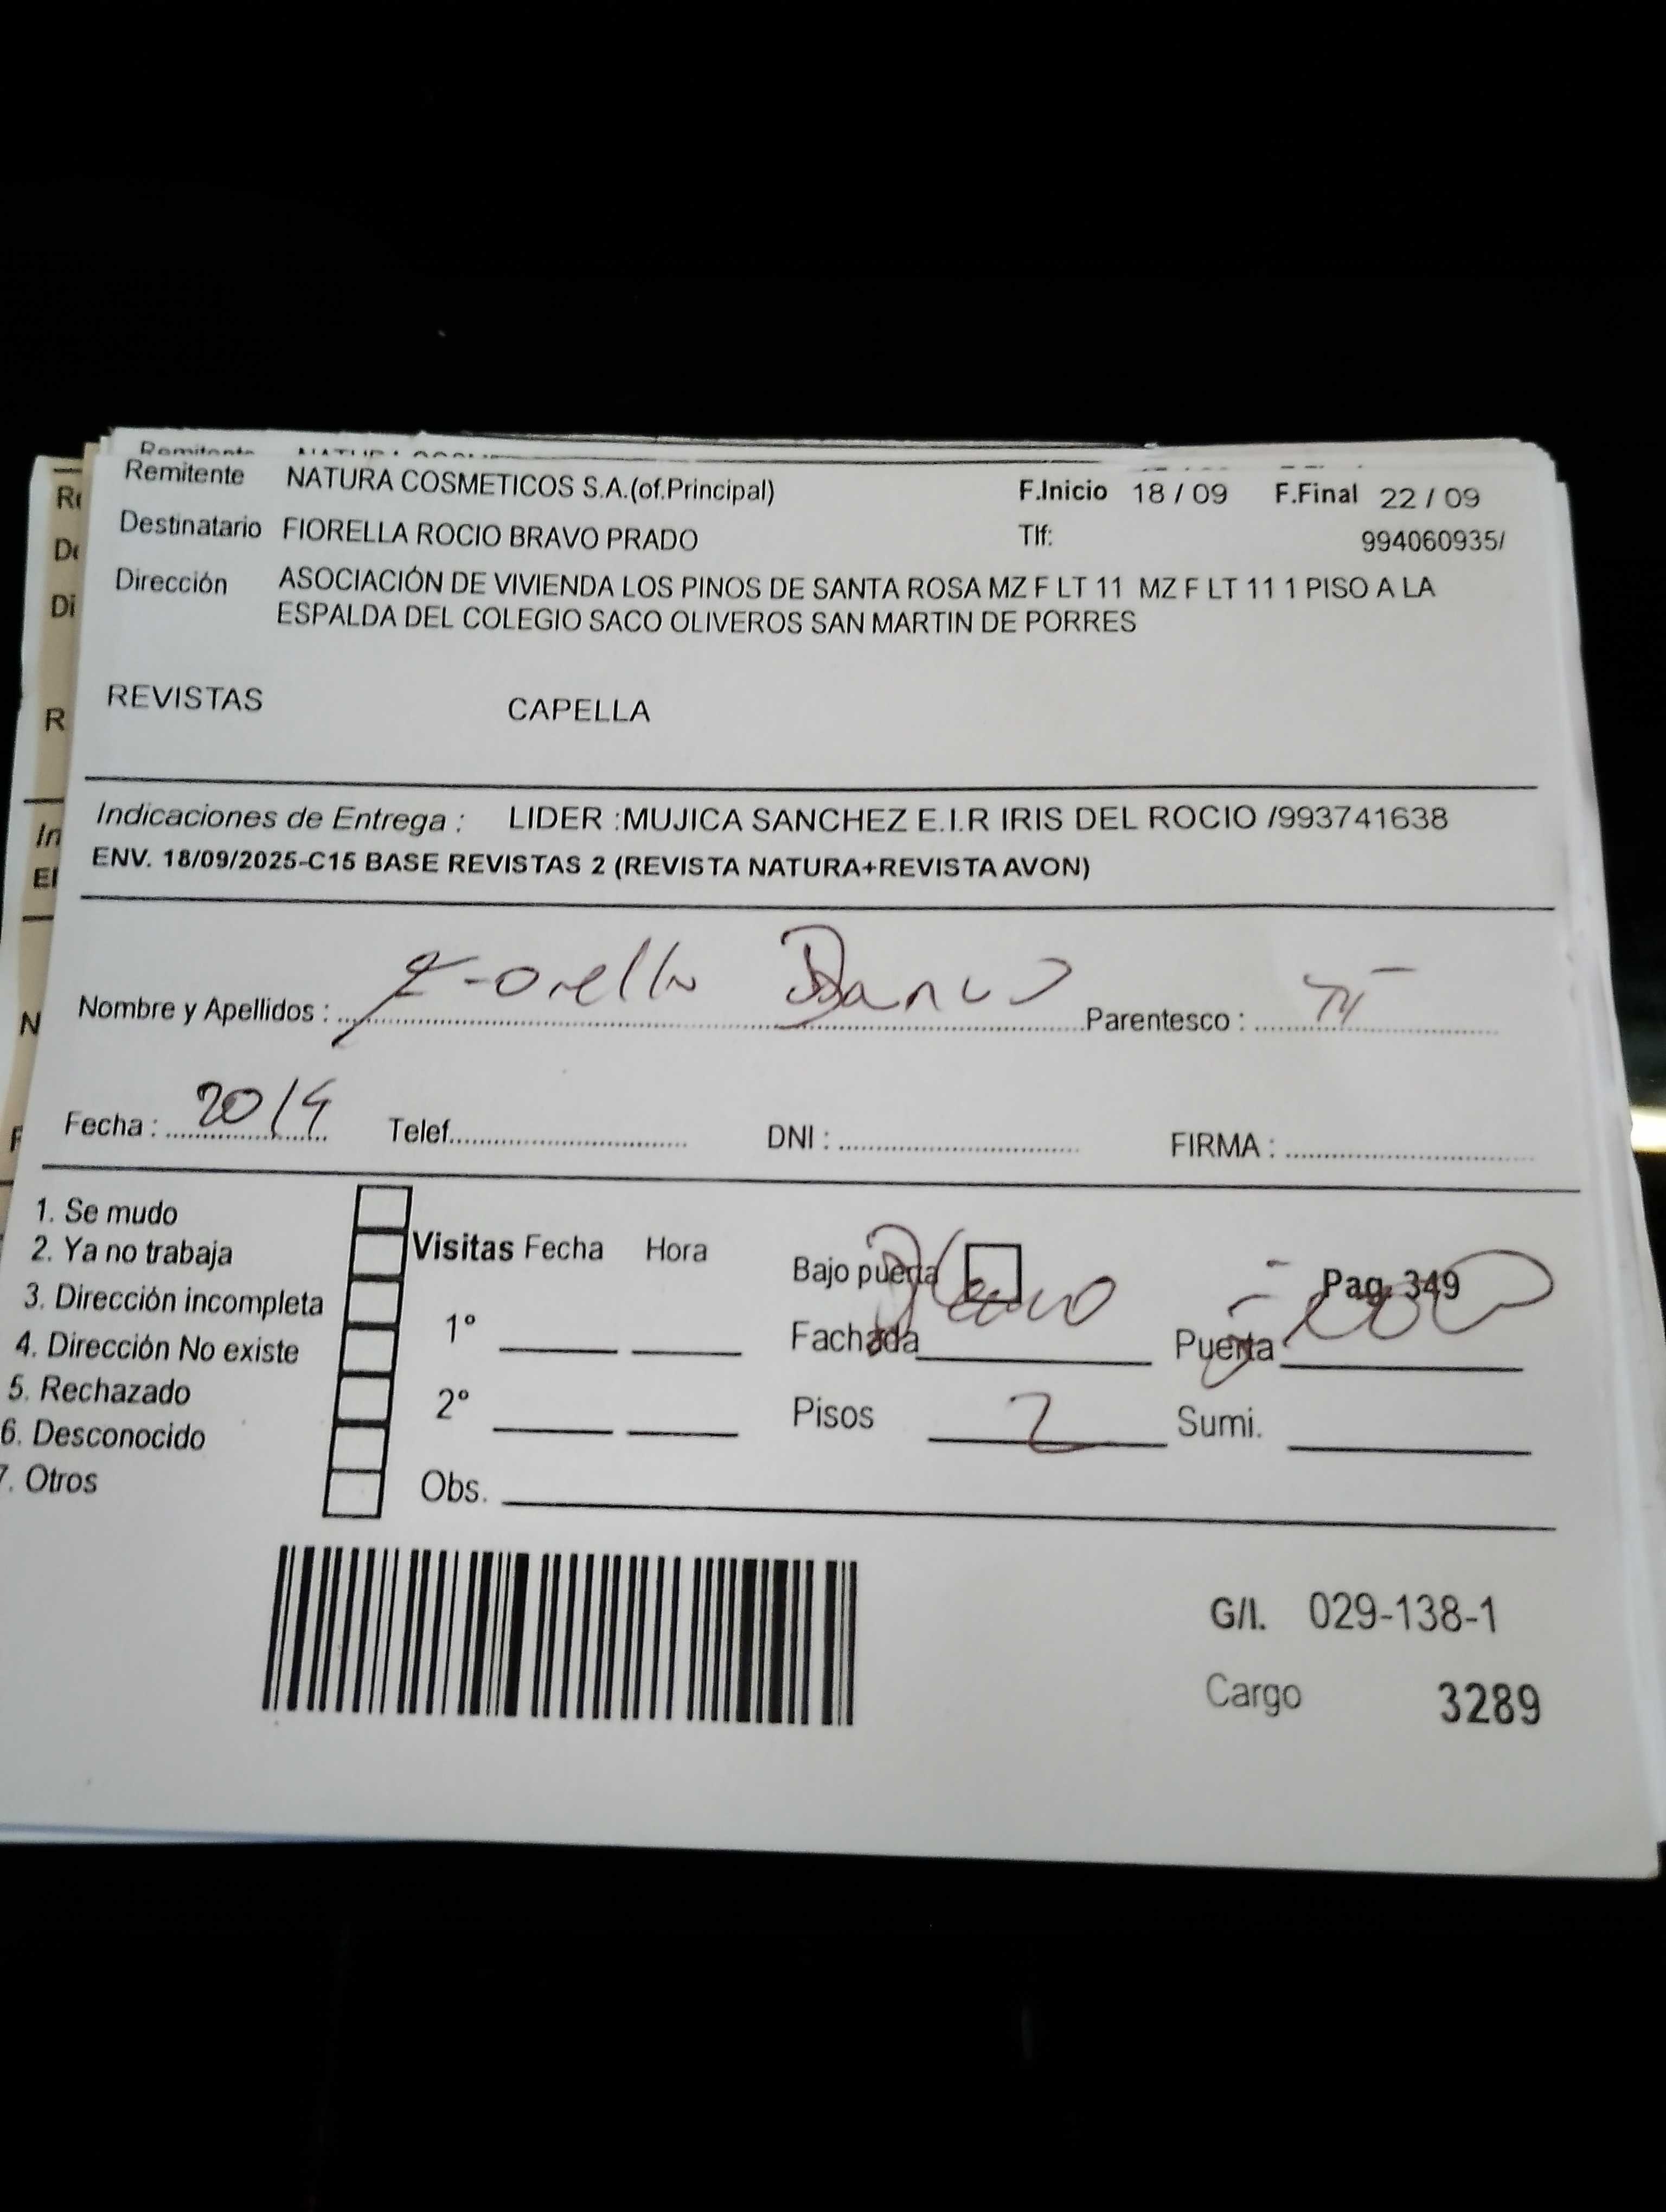 Remitente NATURA COSMETICOS S.A.(of.Principal) F.Inicio 18 / 09 F.Final 22 / 09
Destinatario FIORELLA ROCIO BRAVO PRADO Tlf: 994060935/
Dirección ASOCIACIÓN DE VIVIENDA LOS PINOS DE SANTA ROSA MZ F LT 11 MZ F LT 11 1 PISO A LA
ESPALDA DEL COLEGIO SACO OLIVEROS SAN MARTIN DE PORRES
REVISTAS CAPELLA
Indicaciones de Entrega : LIDER :MUJICA SANCHEZ E.I.R IRIS DEL ROCIO /993741638
ENV. 18/09/2025-C15 BASE REVISTAS 2 (REVISTA NATURA+REVISTA AVON)
Nombre y Apellidos : Parentesco :
Fecha : 20/9 Telef. DNI : FIRMA :
1. Se mudo
2. Ya no trabaja
3. Dirección incompleta
4. Dirección No existe
5. Rechazado
6. Desconocido
7. Otros
Visitas Fecha Hora
1°
2°
Obs.
Bajo puerta Pag. 349
Fachada Puerta
Pisos 2 Sumi.
G/I. 029-138-1
Cargo 3289